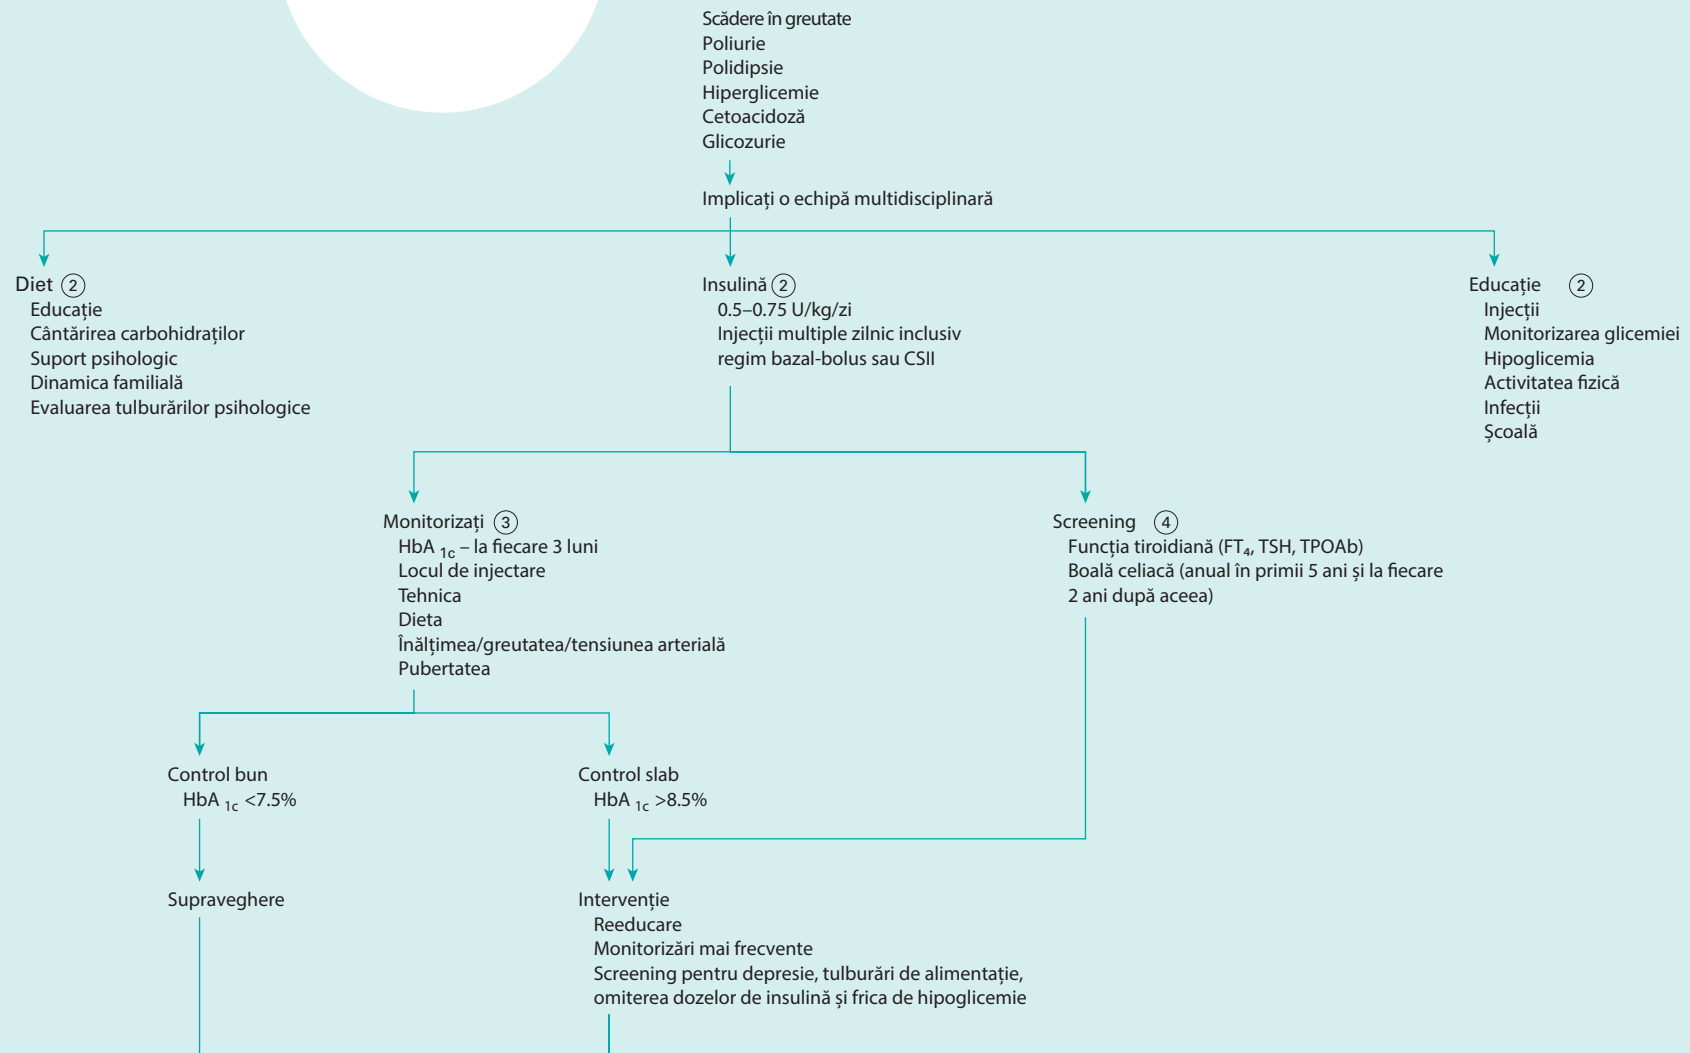 Scădere în greutate
Poliurie
Polidipsie
Hiperglicemie
Cetoacidoză
Glicozurie
Implicați o echipă multidisciplinară
Diet ②
Educație
Cântărirea carbohidraților
Suport psihologic
Dinamica familială
Evaluarea tulburărilor psihologice
Insulină ②
0.5–0.75 U/kg/zi
Injecții multiple zilnic inclusiv
regim bazal-bolus sau CSII
Educație ②
Injecții
Monitorizarea glicemiei
Hipoglicemia
Activitatea fizică
Infecții
Școală
Monitorizați ③
HbA 1c – la fiecare 3 luni
Locul de injectare
Tehnica
Dieta
Înălțimea/greutatea/tensiunea arterială
Pubertatea
Screening ④
Funcția tiroidiană (FT₄, TSH, TPOAb)
Boală celiacă (anual în primii 5 ani și la fiecare
2 ani după aceea)
Control bun
HbA 1c <7.5%
Control slab
HbA 1c >8.5%
Supraveghere
Intervenție
Reeducare
Monitorizări mai frecvente
Screening pentru depresie, tulburări de alimentație,
omiterea dozelor de insulină și frica de hipoglicemie